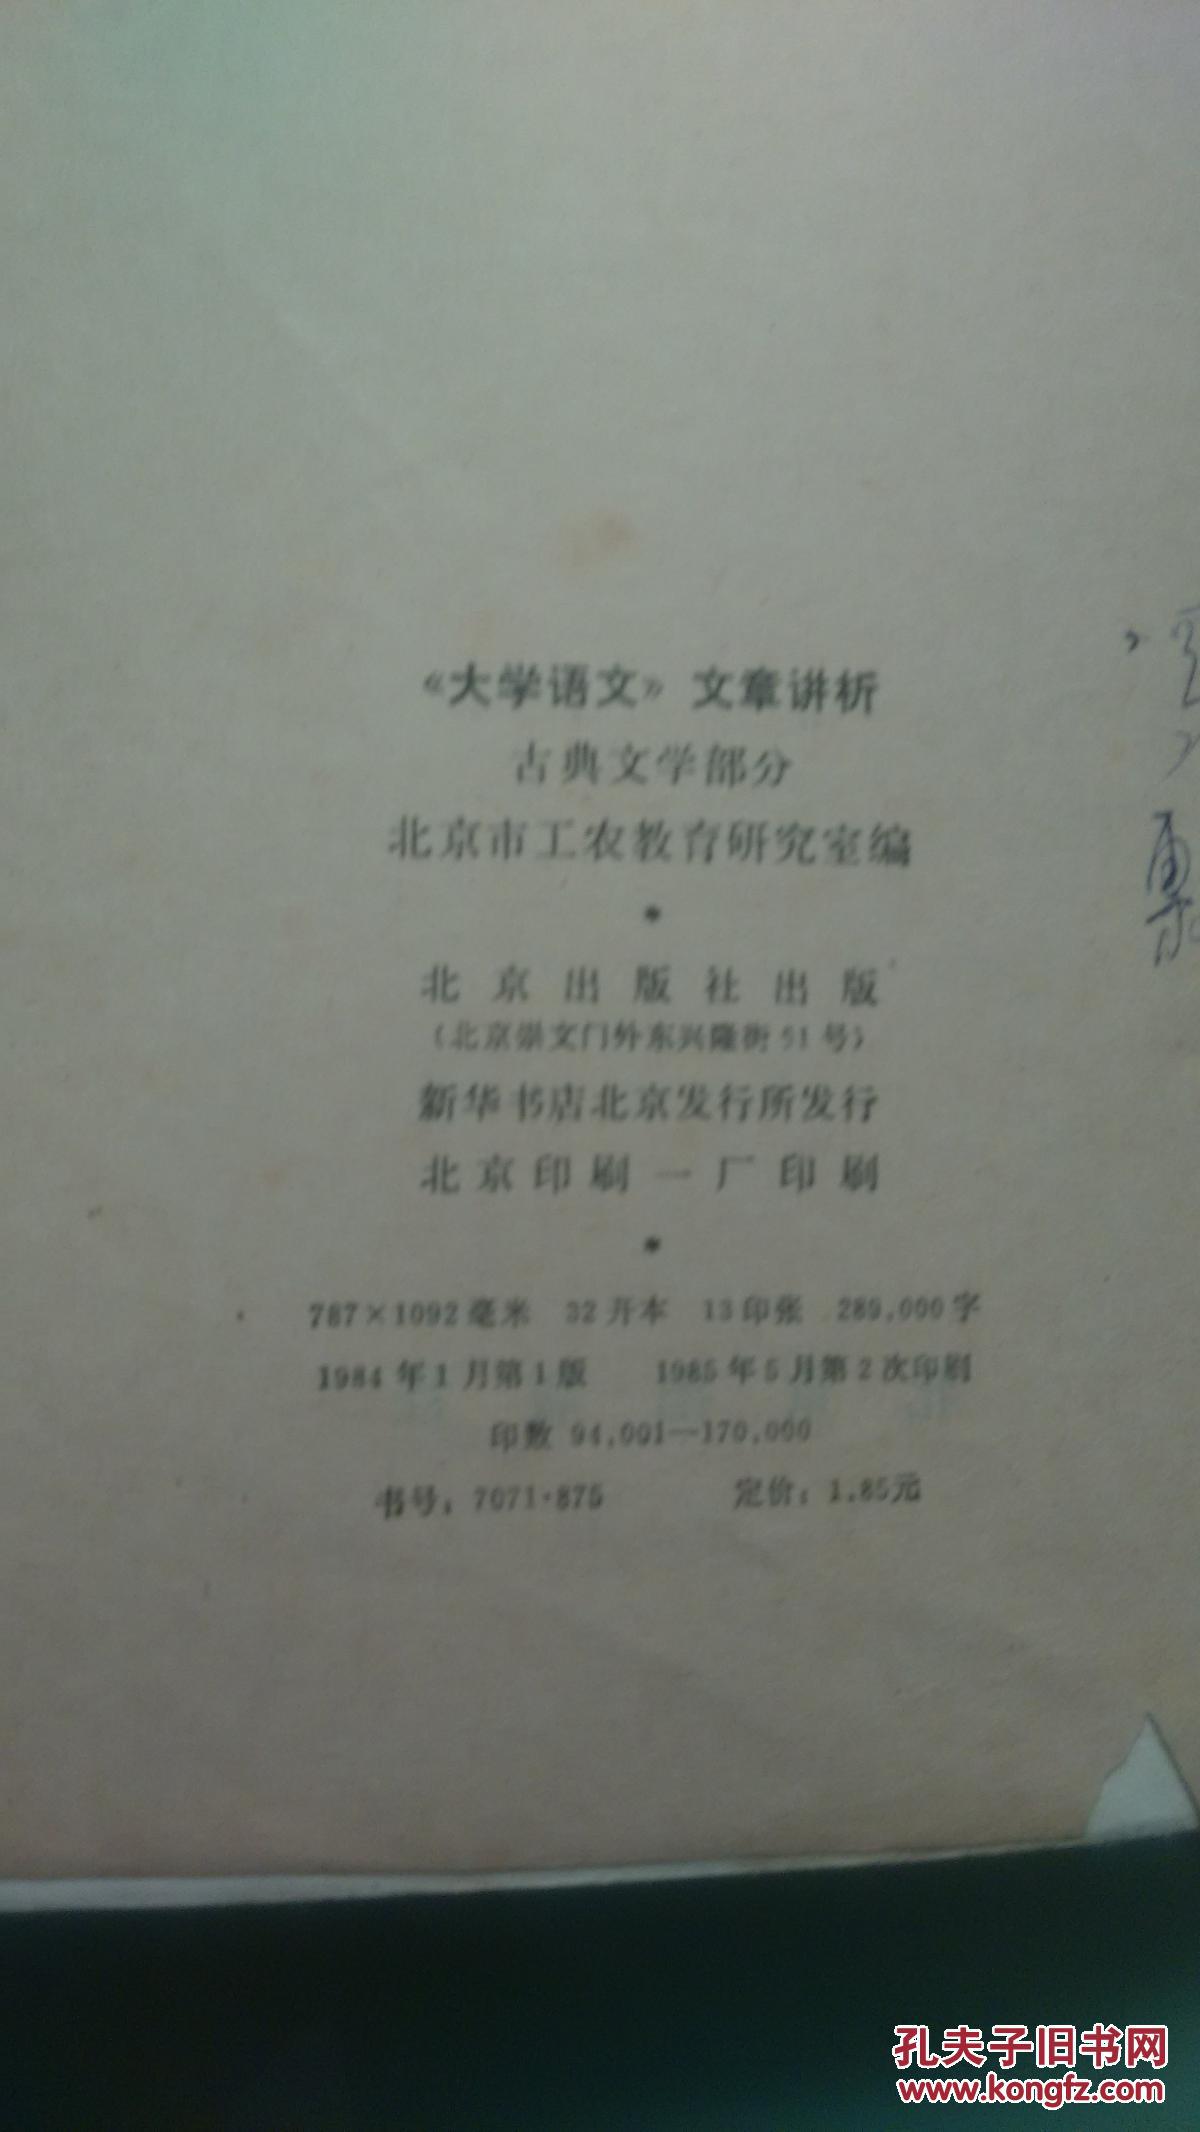 《大学语文》文章讲析
古典文学部分
北京市工农教育研究室编
*
北京出版社出版
(北京崇文门外东兴隆街51号)
新华书店北京发行所发行
北京印刷一厂印刷
*
787×1092毫米 32开本 13印张 289,000字
1984年1月第1版 1985年5月第2次印刷
印数 94,001—170,000
书号：7071·875 定价：1.85元
孔夫子旧书网
www.kongfz.com